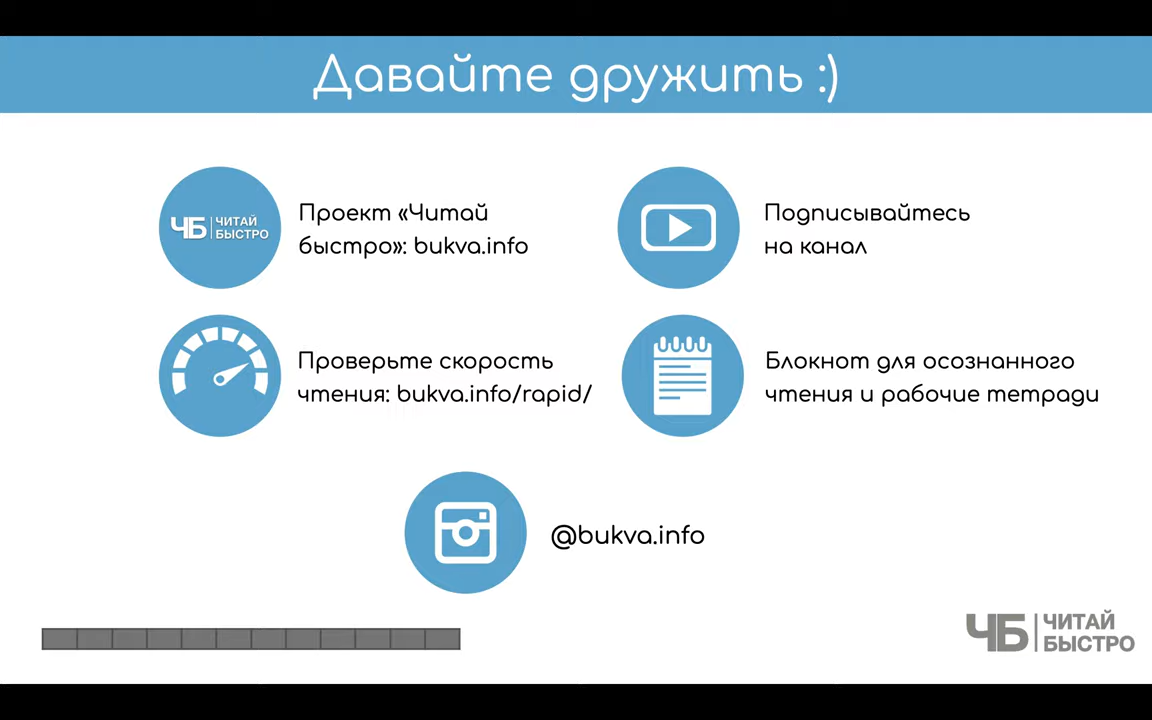 Давайте дружить :)
ЧБ ЧИТАЙ
БЫСТРО
Проект «Читай
быстро»: bukva.info
Подписывайтесь
на канал
Проверьте скорость
чтения: bukva.info/rapid/
Блокнот для осознанного
чтения и рабочие тетради
@bukva.info
ЧБ ЧИТАЙ
БЫСТРО